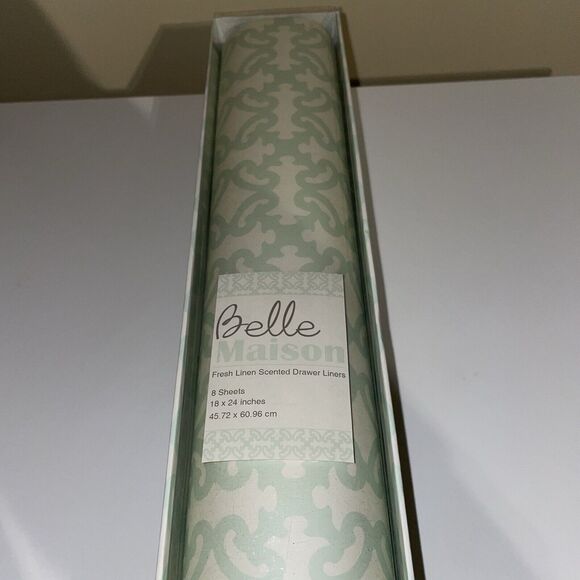 Belle
Maison
Fresh Linen Scented Drawer Liners
8 Sheets
18 x 24 inches
45.72 x 60.96 cm